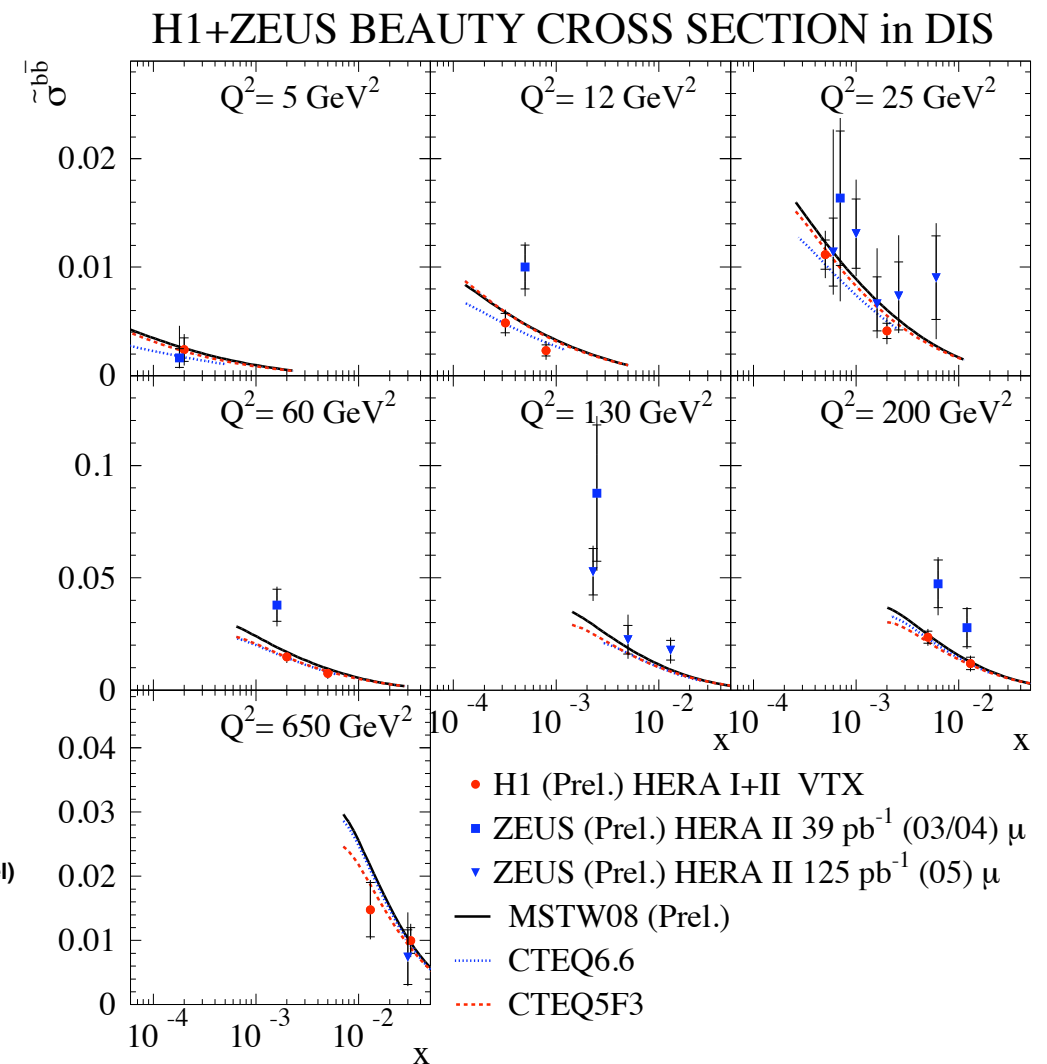 H1+ZEUS BEAUTY CROSS SECTION in DIS
σ̃^bb̄
Q²= 5 GeV²
Q²= 12 GeV²
Q²= 25 GeV²
0.02
0.01
0
Q²= 60 GeV²
Q²= 130 GeV²
Q²= 200 GeV²
0.1
0.05
0
10⁻⁴ 10⁻³ 10⁻² x
10⁻⁴ 10⁻³ 10⁻² x
Q²= 650 GeV²
0.04
0.03
0.02
0.01
0
10⁻⁴ 10⁻³ 10⁻² x
H1 (Prel.) HERA I+II VTX
ZEUS (Prel.) HERA II 39 pb⁻¹ (03/04) μ
ZEUS (Prel.) HERA II 125 pb⁻¹ (05) μ
MSTW08 (Prel.)
CTEQ6.6
CTEQ5F3